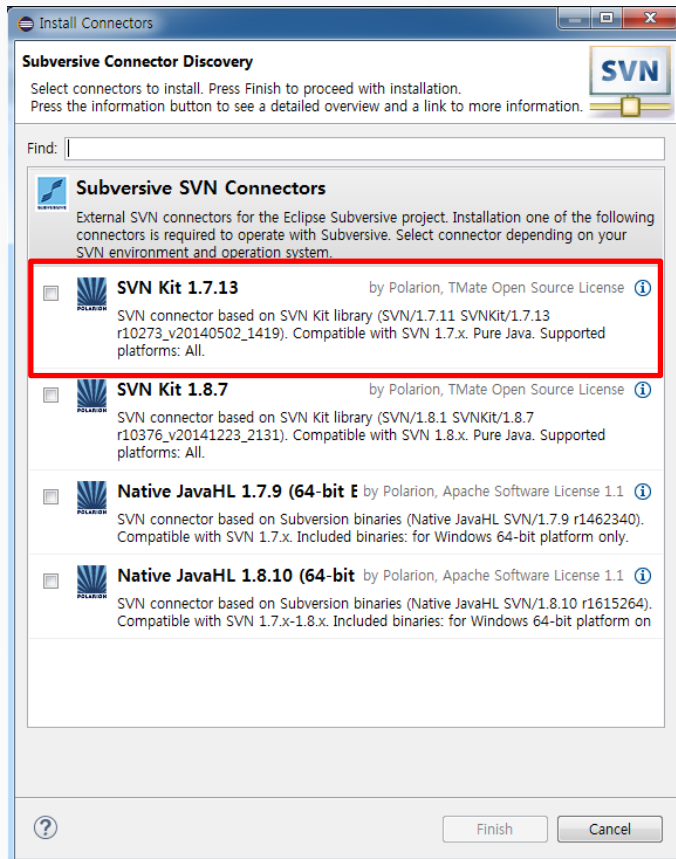 Install Connectors
Subversive Connector Discovery
Select connectors to install. Press Finish to proceed with installation.
Press the information button to see a detailed overview and a link to more information.
SVN
Find:
Subversive SVN Connectors
External SVN connectors for the Eclipse Subversive project. Installation one of the following
connectors is required to operate with Subversive. Select connector depending on your
SVN environment and operation system.
SUBVERSIVE
SVN Kit 1.7.13 by Polarion, TMate Open Source License
POLARION
SVN connector based on SVN Kit library (SVN/1.7.11 SVNKit/1.7.13
r10273_v20140502_1419). Compatible with SVN 1.7.x. Pure Java. Supported
platforms: All.
SVN Kit 1.8.7 by Polarion, TMate Open Source License
POLARION
SVN connector based on SVN Kit library (SVN/1.8.1 SVNKit/1.8.7
r10376_v20141223_2131). Compatible with SVN 1.8.x. Pure Java. Supported
platforms: All.
Native JavaHL 1.7.9 (64-bit E by Polarion, Apache Software License 1.1
POLARION
SVN connector based on Subversion binaries (Native JavaHL SVN/1.7.9 r1462340).
Compatible with SVN 1.7.x. Included binaries: for Windows 64-bit platform only.
Native JavaHL 1.8.10 (64-bit by Polarion, Apache Software License 1.1
POLARION
SVN connector based on Subversion binaries (Native JavaHL SVN/1.8.10 r1615264).
Compatible with SVN 1.7.x-1.8.x. Included binaries: for Windows 64-bit platform on
?
Finish
Cancel